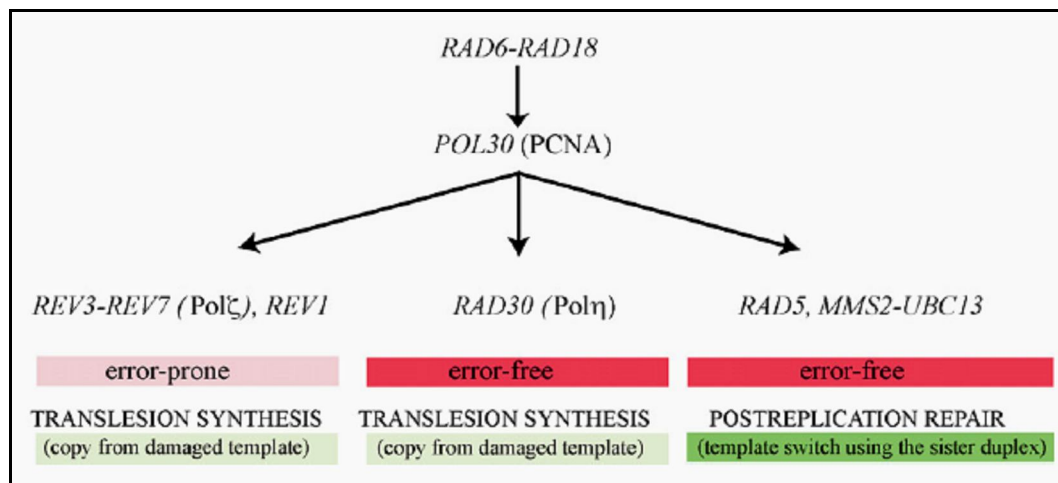 RAD6-RAD18
POL30 (PCNA)
REV3-REV7 (Polζ), REV1
RAD30 (Polη)
RAD5, MMS2-UBC13
error-prone
error-free
error-free
TRANSLESION SYNTHESIS
TRANSLESION SYNTHESIS
POSTREPLICATION REPAIR
(copy from damaged template)
(copy from damaged template)
(template switch using the sister duplex)